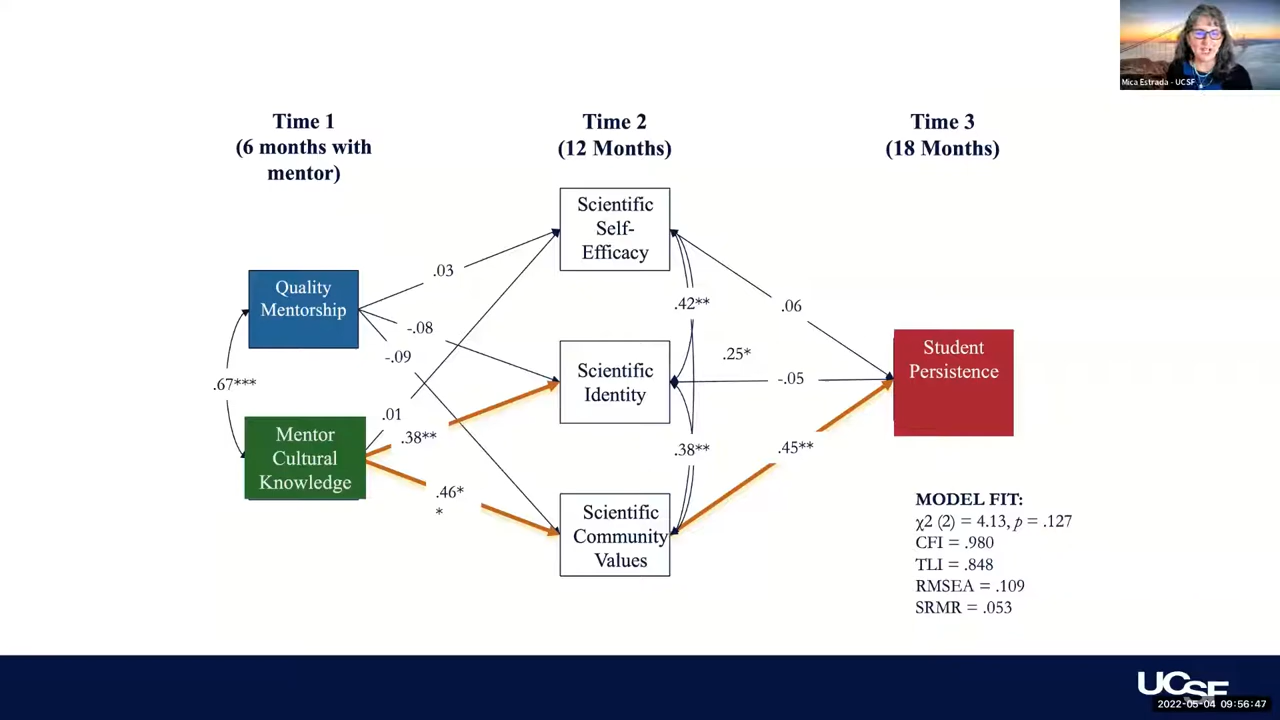 Mica Estrada - UCSF
Time 1
(6 months with
mentor)
Time 2
(12 Months)
Time 3
(18 Months)
Scientific
Self-
Efficacy
Quality
Mentorship
.03
-.08
-.09
.67***
.42**
.06
.25*
Scientific
Identity
-.05
Student
Persistence
Mentor
Cultural
Knowledge
.01
.38**
.46*
*
.38**
.45**
Scientific
Community
Values
MODEL FIT:
χ2 (2) = 4.13, p = .127
CFI = .980
TLI = .848
RMSEA = .109
SRMR = .053
UCSF
2022-05-04 09:56:47